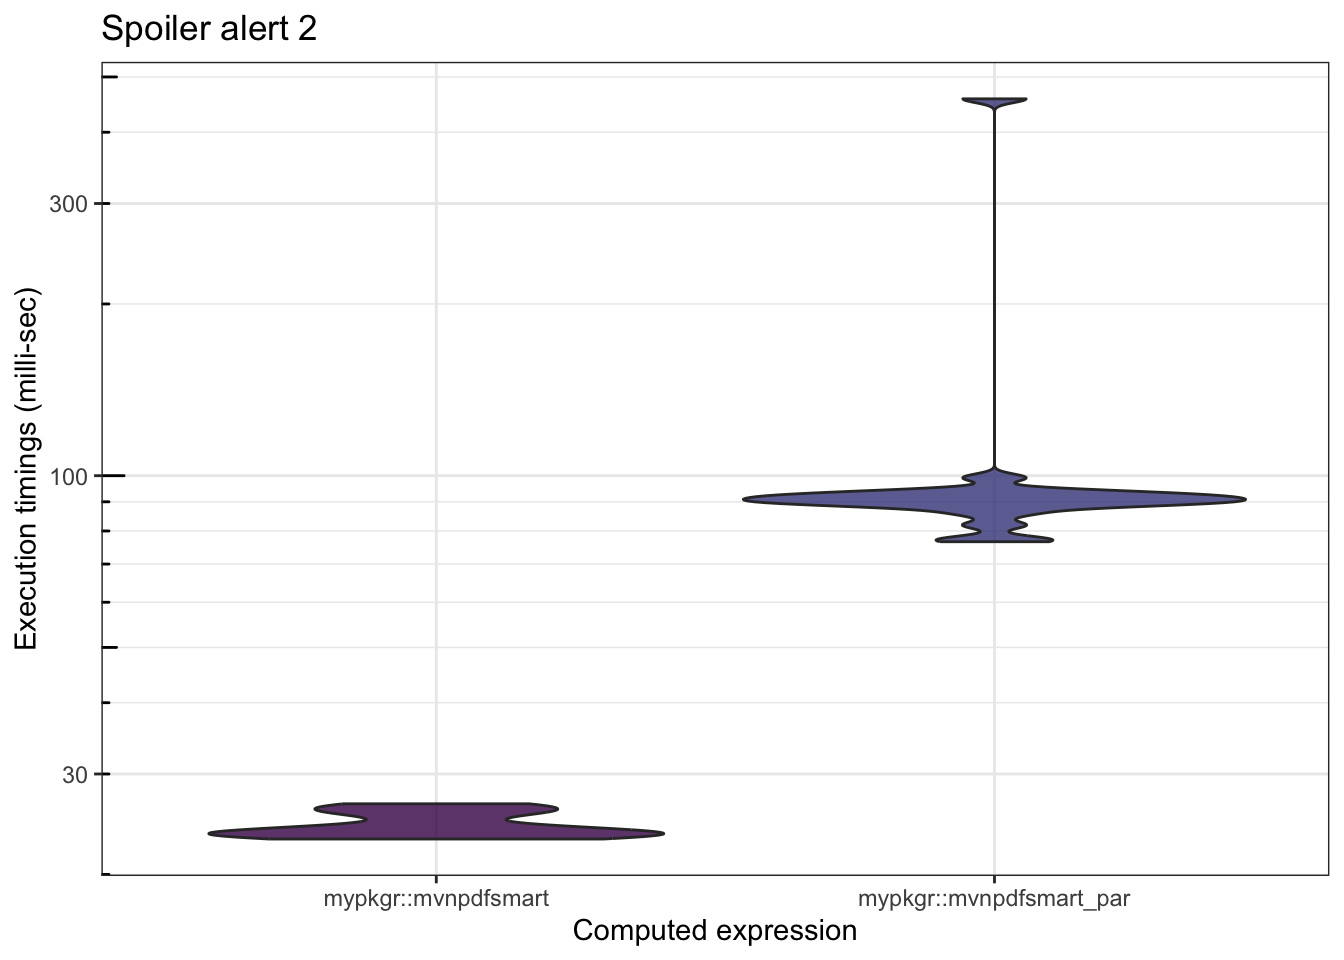 Spoiler alert 2
Execution timings (milli-sec)
300
100
30
mypkgr::mvnpdfsmart
mypkgr::mvnpdfsmart_par
Computed expression